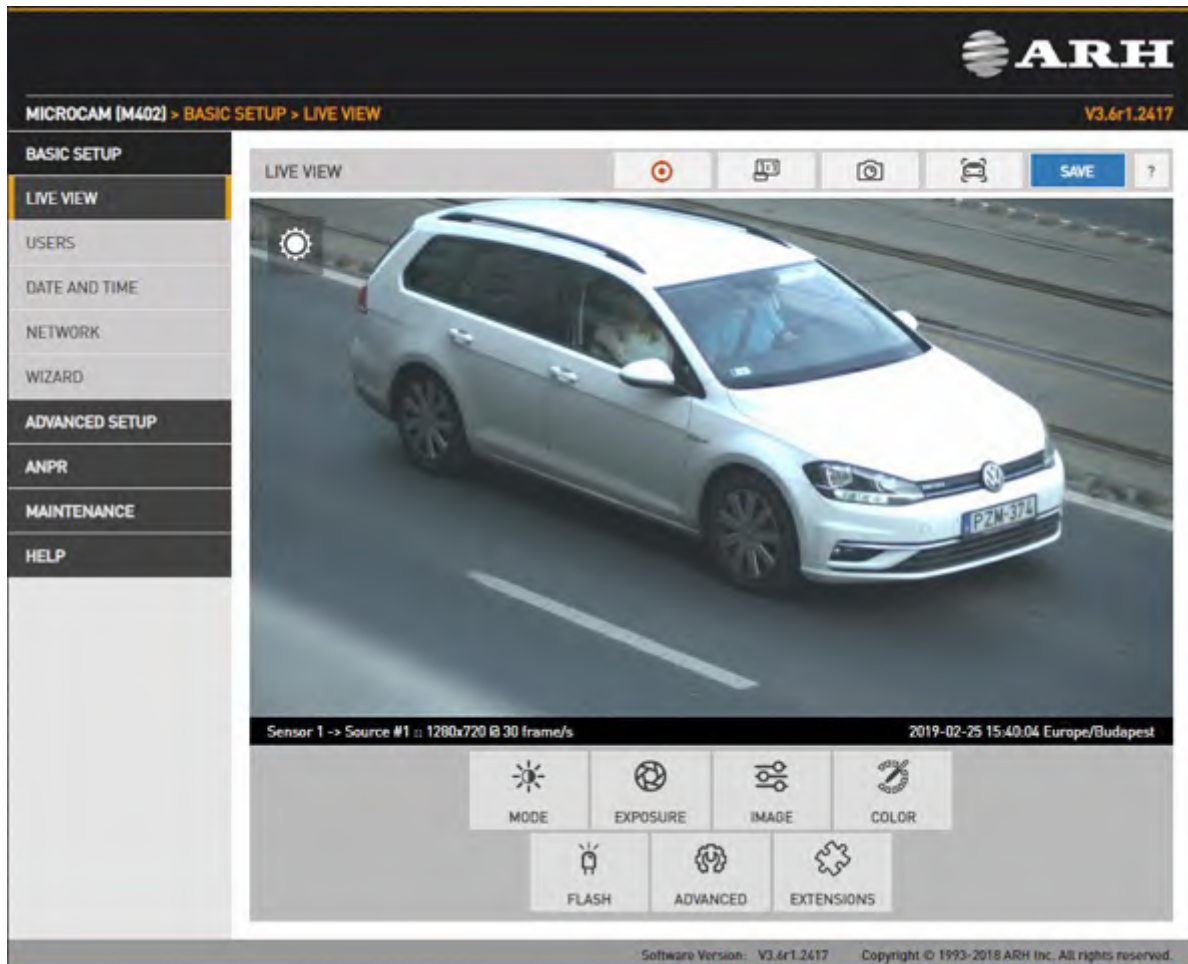 ARH
MICROCAM (M402) > BASIC SETUP > LIVE VIEW V3.6r1.2417
BASIC SETUP
LIVE VIEW
USERS
DATE AND TIME
NETWORK
WIZARD
ADVANCED SETUP
ANPR
MAINTENANCE
HELP
LIVE VIEW SAVE ?
PZM-374
Sensor 1 -> Source #1 :: 1280x720 @ 30 frame/s 2019-02-25 15:40:04 Europe/Budapest
MODE EXPOSURE IMAGE COLOR
FLASH ADVANCED EXTENSIONS
Software Version: V3.6r1.2417 Copyright © 1993-2018 ARH Inc. All rights reserved.